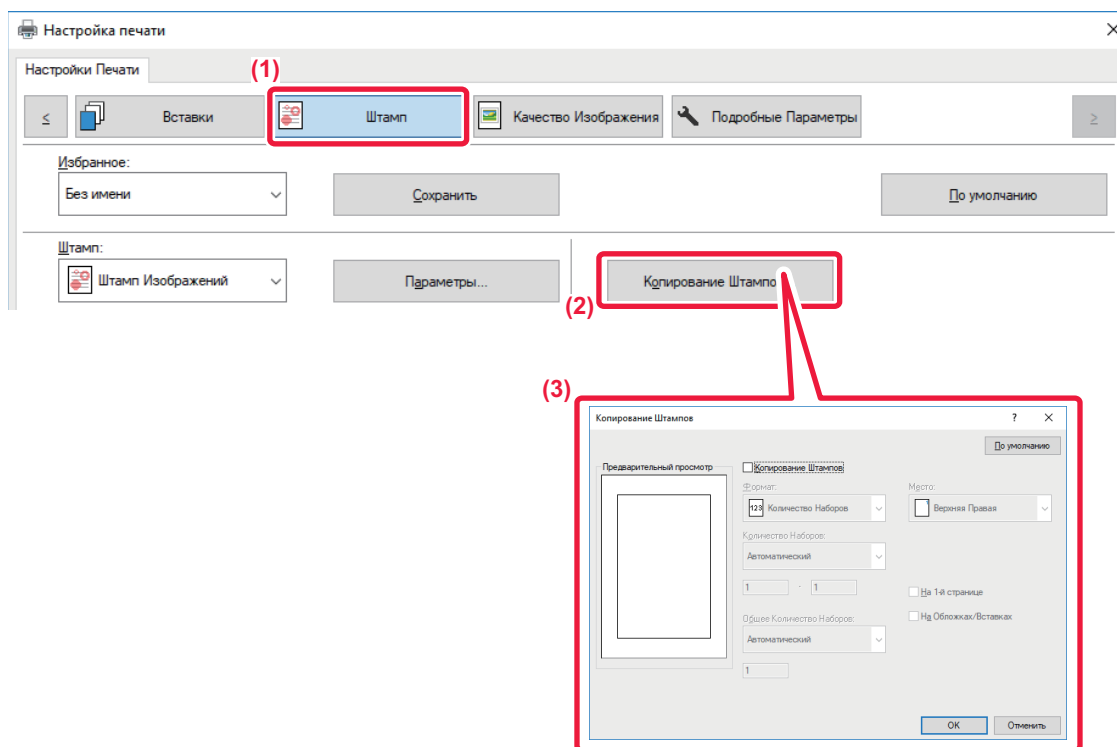 Настройка печати
Настройки Печати
(1)
<
Вставки
Штамп
Качество Изображения
Подробные Параметры
>
Избранное:
Без имени
Сохранить
По умолчанию
Штамп:
Штамп Изображений
Параметры...
Копирование Штампо
(2)
(3)
Копирование Штампов
?
По умолчанию
Предварительный просмотр
Копирование Штампов
Формат:
Место:
123 Количество Наборов
Верхняя Правая
Количество Наборов:
Автоматический
1 - 1
На 1-й странице
На Обложках/Вставках
Общее Количество Наборов:
Автоматический
1
OK
Отменить